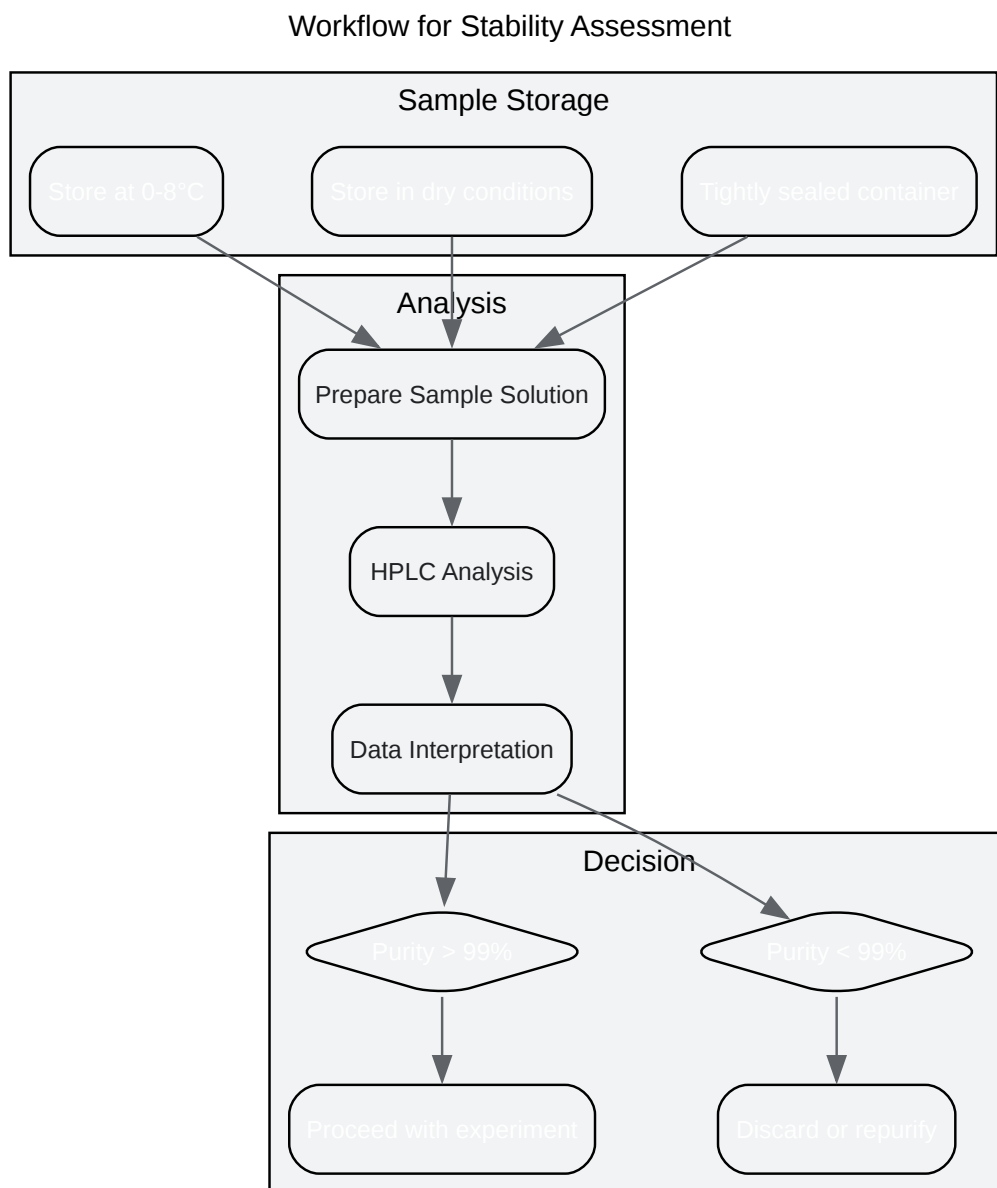 Workflow for Stability Assessment
Sample Storage
Store at 0-8°C
Store in dry conditions
Tightly sealed container
Analysis
Prepare Sample Solution
HPLC Analysis
Data Interpretation
Decision
Purity > 99%
Purity < 99%
Proceed with experiment
Discard or repurify